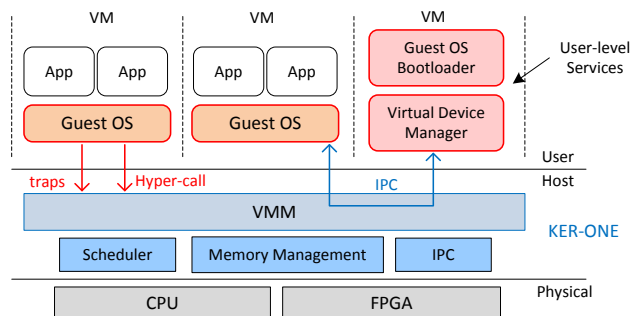 VM
VM
VM
App
App
App
App
Guest OS
Bootloader
User-level
Services
Guest OS
Guest OS
Virtual Device
Manager
User
traps
Hyper-call
IPC
Host
VMM
KER-ONE
Scheduler
Memory Management
IPC
Physical
CPU
FPGA